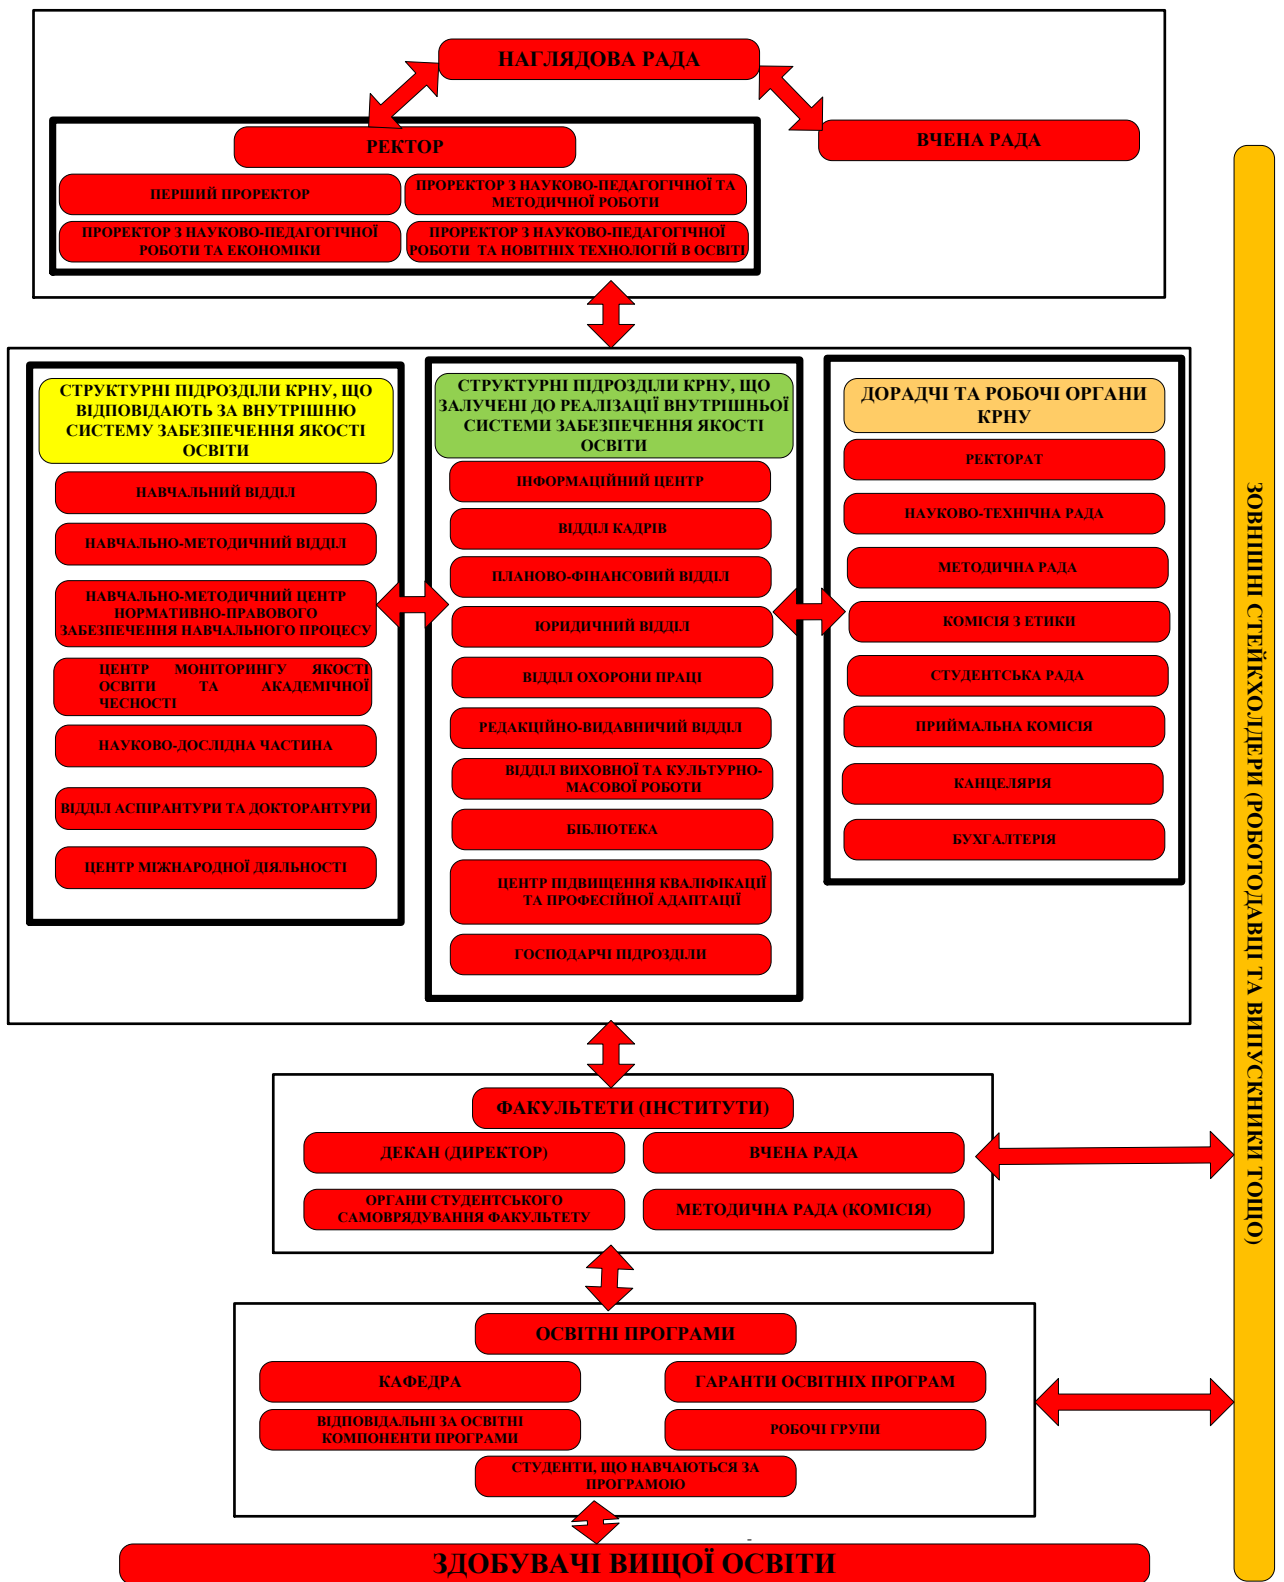 НАГЛЯДОВА РАДА
ВЧЕНА РАДА
РЕКТОР
ПЕРШИЙ ПРОРЕКТОР
ПРОРЕКТОР З НАУКОВО-ПЕДАГОГІЧНОЇ ТА
МЕТОДИЧНОЇ РОБОТИ
ПРОРЕКТОР З НАУКОВО-ПЕДАГОГІЧНОЇ
РОБОТИ ТА ЕКОНОМІКИ
ПРОРЕКТОР З НАУКОВО-ПЕДАГОГІЧНОЇ
РОБОТИ ТА НОВІТНІХ ТЕХНОЛОГІЙ В ОСВІТІ
СТРУКТУРНІ ПІДРОЗДІЛИ КРНУ, ЩО
ВІДПОВІДАЮТЬ ЗА ВНУТРІШНЮ
СИСТЕМУ ЗАБЕЗПЕЧЕННЯ ЯКОСТІ
ОСВІТИ
НАВЧАЛЬНИЙ ВІДДІЛ
НАВЧАЛЬНО-МЕТОДИЧНИЙ ВІДДІЛ
НАВЧАЛЬНО-МЕТОДИЧНИЙ ЦЕНТР
НОРМАТИВНО-ПРАВОВОГО
ЗАБЕЗПЕЧЕННЯ НАВЧАЛЬНОГО ПРОЦЕСУ
ЦЕНТР МОНІТОРИНГУ ЯКОСТІ
ОСВІТИ ТА АКАДЕМІЧНОЇ
ЧЕСНОСТІ
НАУКОВО-ДОСЛІДНА ЧАСТИНА
ВІДДІЛ АСПІРАНТУРИ ТА ДОКТОРАНТУРИ
ЦЕНТР МІЖНАРОДНОЇ ДІЯЛЬНОСТІ
СТРУКТУРНІ ПІДРОЗДІЛИ КРНУ, ЩО
ЗАЛУЧЕНІ ДО РЕАЛІЗАЦІЇ ВНУТРІШНЬОЇ
СИСТЕМИ ЗАБЕЗПЕЧЕННЯ ЯКОСТІ
ОСВІТИ
ІНФОРМАЦІЙНИЙ ЦЕНТР
ВІДДІЛ КАДРІВ
ПЛАНОВО-ФІНАНСОВИЙ ВІДДІЛ
ЮРИДИЧНИЙ ВІДДІЛ
ВІДДІЛ ОХОРОНИ ПРАЦІ
РЕДАКЦІЙНО-ВИДАВНИЧИЙ ВІДДІЛ
ВІДДІЛ ВИХОВНОЇ ТА КУЛЬТУРНО-
МАСОВОЇ РОБОТИ
БІБЛІОТЕКА
ЦЕНТР ПІДВИЩЕННЯ КВАЛІФІКАЦІЇ
ТА ПРОФЕСІЙНОЇ АДАПТАЦІЇ
ГОСПОДАРЧІ ПІДРОЗДІЛИ
ДОРАДЧІ ТА РОБОЧІ ОРГАНИ
КРНУ
РЕКТОРАТ
НАУКОВО-ТЕХНІЧНА РАДА
МЕТОДИЧНА РАДА
КОМІСІЯ З ЕТИКИ
СТУДЕНТСЬКА РАДА
ПРИЙМАЛЬНА КОМІСІЯ
КАНЦЕЛЯРІЯ
БУХГАЛТЕРІЯ
ФАКУЛЬТЕТИ (ІНСТИТУТИ)
ДЕКАН (ДИРЕКТОР)
ВЧЕНА РАДА
ОРГАНИ СТУДЕНТСЬКОГО
САМОВРЯДУВАННЯ ФАКУЛЬТЕТУ
МЕТОДИЧНА РАДА (КОМІСІЯ)
ОСВІТНІ ПРОГРАМИ
КАФЕДРА
ГАРАНТИ ОСВІТНІХ ПРОГРАМ
ВІДПОВІДАЛЬНІ ЗА ОСВІТНІ
КОМПОНЕНТИ ПРОГРАМИ
РОБОЧІ ГРУПИ
СТУДЕНТИ, ЩО НАВЧАЮТЬСЯ ЗА
ПРОГРАМОЮ
ЗДОБУВАЧІ ВИЩОЇ ОСВІТИ
ЗОВНІШНІ СТЕЙКХОЛДЕРИ (РОБОТОДАВЦІ ТА ВИПУСКНИКИ ТОЩО)